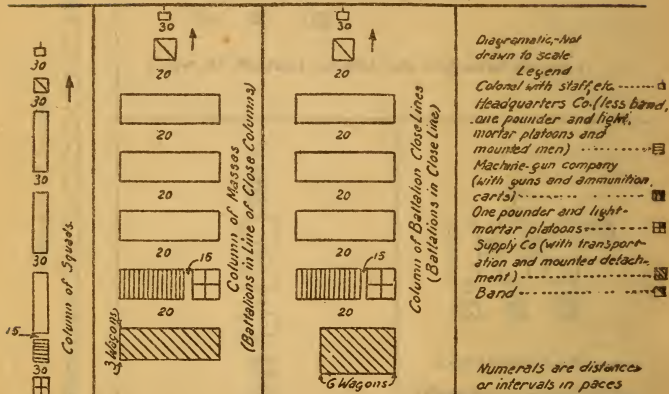 30
30
30
30
15
30
Column of Squads
30
20
20
20
16
20
3 Wagons
Column of Masses
(Battalions in Line of Close Columns)
30
20
20
20
15
20
6 Wagons
Column of Battalion Close Lines
(Battalions in Close Line)
Diagramatic,-Not
drawn to scale
Legend
Colonel with staff, etc.
Headquarters Co. (less band,
one pounder and light,
mortar platoons and
mounted men)
Machine-gun company
(with guns and ammunition
carts)
One pounder and light-
mortar platoons
Supply Co (with transport-
ation and mounted detach-
ment)
Band
Numerals are distances
or intervals in paces